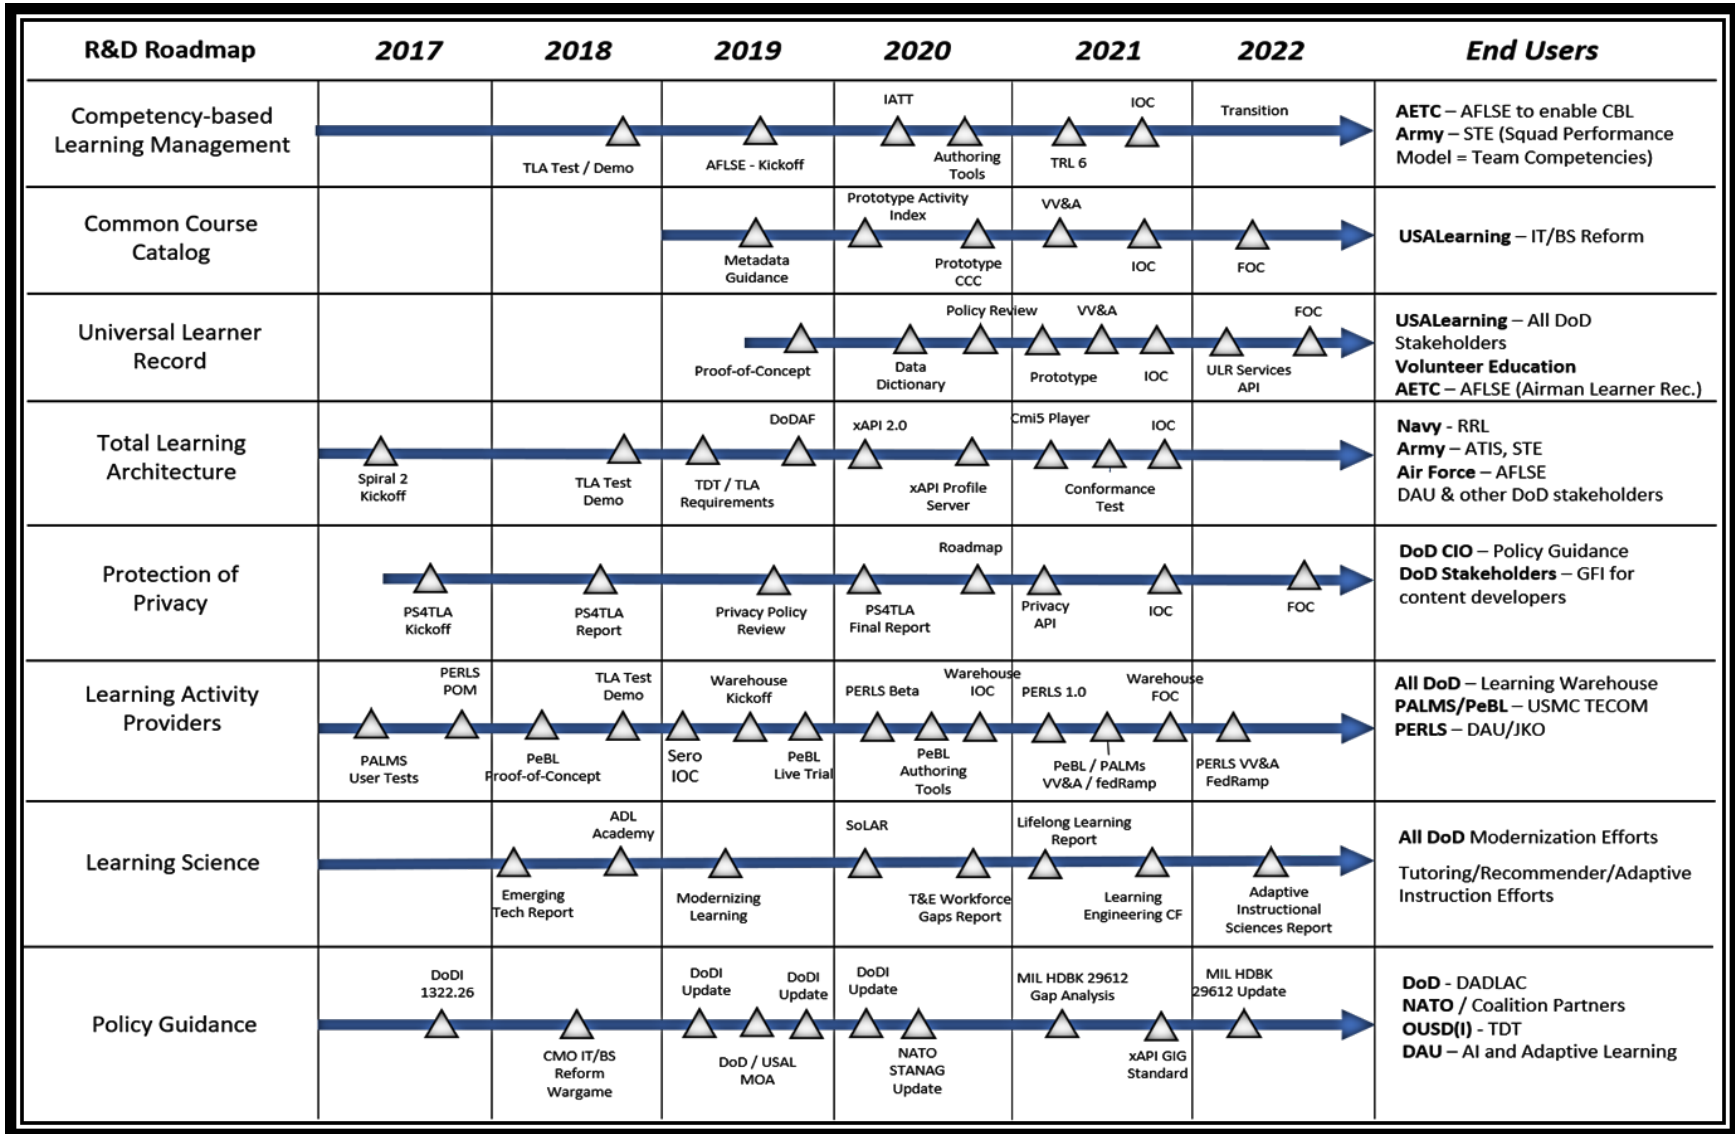 R&D Roadmap
2017
2018
2019
2020
2021
2022
End Users
Competency-based
Learning Management
TLA Test / Demo
AFLSE - Kickoff
IATT
Authoring
Tools
TRL 6
IOC
Transition
AETC – AFLSE to enable CBL
Army – STE (Squad Performance
Model = Team Competencies)
Common Course
Catalog
Metadata
Guidance
Prototype Activity
Index
Prototype
CCC
VV&A
IOC
FOC
USALearning – IT/BS Reform
Universal Learner
Record
Proof-of-Concept
Data
Dictionary
Policy Review
Prototype
VV&A
IOC
ULR Services
API
FOC
USALearning – All DoD
Stakeholders
Volunteer Education
AETC – AFLSE (Airman Learner Rec.)
Total Learning
Architecture
Spiral 2
Kickoff
TLA Test
Demo
TDT / TLA
Requirements
DoDAF
xAPI 2.0
xAPI Profile
Server
Cmi5 Player
Conformance
Test
IOC
Navy - RRL
Army – ATIS, STE
Air Force – AFLSE
DAU & other DoD stakeholders
Protection of
Privacy
PS4TLA
Kickoff
PS4TLA
Report
Privacy Policy
Review
PS4TLA
Final Report
Roadmap
Privacy
API
IOC
FOC
DoD CIO – Policy Guidance
DoD Stakeholders – GFI for
content developers
Learning Activity
Providers
PALMS
User Tests
PERLS
POM
PeBL
Proof-of-Concept
TLA Test
Demo
Sero
IOC
Warehouse
Kickoff
PeBL
Live Trial
PERLS Beta
PeBL
Authoring
Tools
Warehouse
IOC
PERLS 1.0
PeBL / PALMs
VV&A / fedRamp
Warehouse
FOC
PERLS VV&A
FedRamp
All DoD – Learning Warehouse
PALMS/PeBL – USMC TECOM
PERLS – DAU/JKO
Learning Science
Emerging
Tech Report
ADL
Academy
Modernizing
Learning
SoLAR
T&E Workforce
Gaps Report
Lifelong Learning
Report
Learning
Engineering CF
Adaptive
Instructional
Sciences Report
All DoD Modernization Efforts
Tutoring/Recommender/Adaptive
Instruction Efforts
Policy Guidance
DoDI
1322.26
CMO IT/BS
Reform
Wargame
DoDI
Update
DoD / USAL
MOA
DoDI
Update
DoDI
Update
NATO
STANAG
Update
MIL HDBK 29612
Gap Analysis
xAPI GIG
Standard
MIL HDBK
29612 Update
DoD - DADLAC
NATO / Coalition Partners
OUSD(I) - TDT
DAU – AI and Adaptive Learning